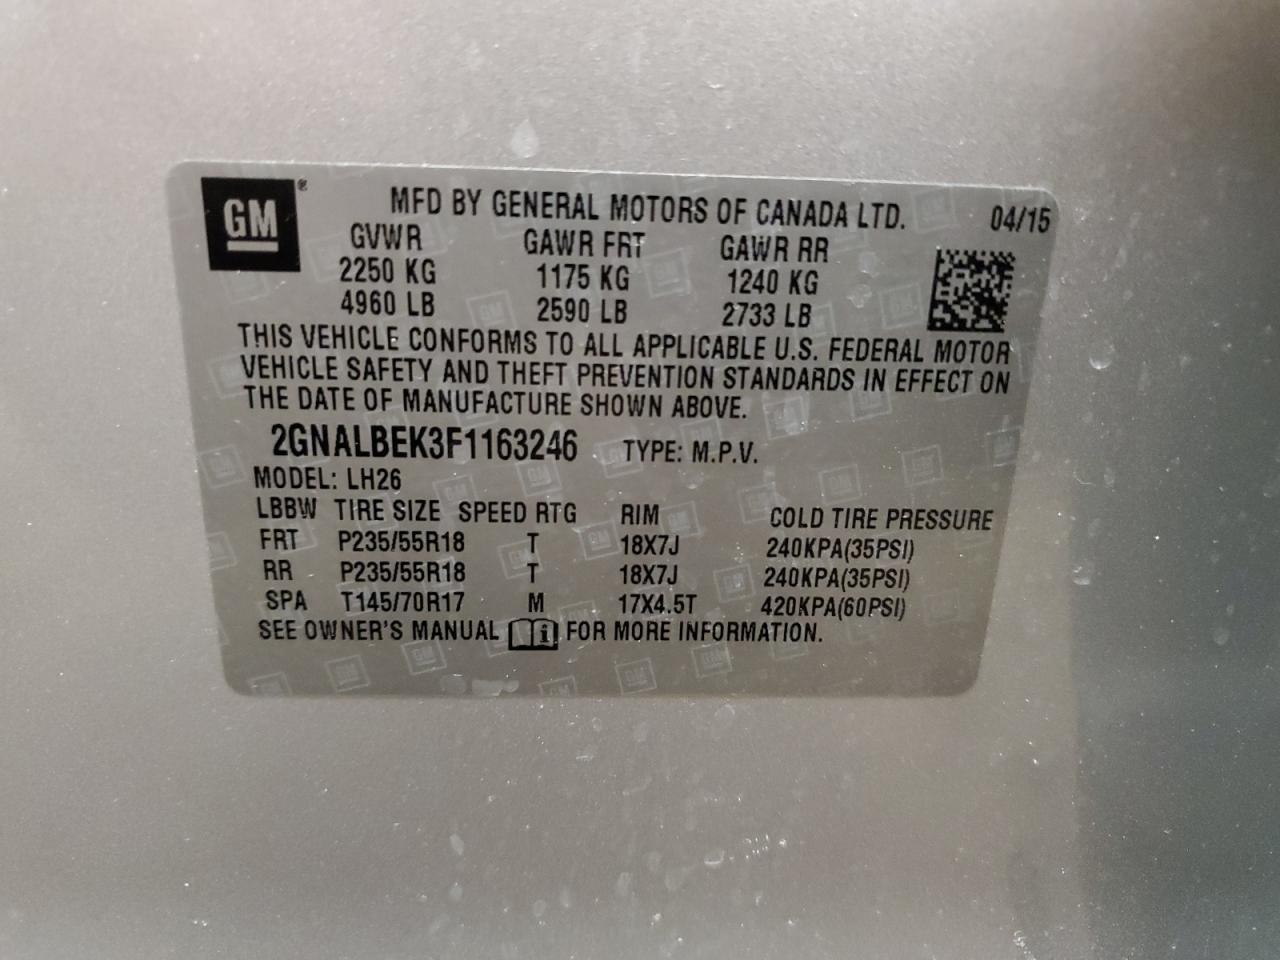 GM ®
MFD BY GENERAL MOTORS OF CANADA LTD. 04/15
GVWR GAWR FRT GAWR RR
2250 KG 1175 KG 1240 KG
4960 LB 2590 LB 2733 LB
THIS VEHICLE CONFORMS TO ALL APPLICABLE U.S. FEDERAL MOTOR
VEHICLE SAFETY AND THEFT PREVENTION STANDARDS IN EFFECT ON
THE DATE OF MANUFACTURE SHOWN ABOVE.
2GNALBEK3F1163246 TYPE: M.P.V.
MODEL: LH26
LBBW TIRE SIZE SPEED RTG RIM COLD TIRE PRESSURE
FRT P235/55R18 T 18X7J 240KPA(35PSI)
RR P235/55R18 T 18X7J 240KPA(35PSI)
SPA T145/70R17 M 17X4.5T 420KPA(60PSI)
SEE OWNER'S MANUAL FOR MORE INFORMATION.